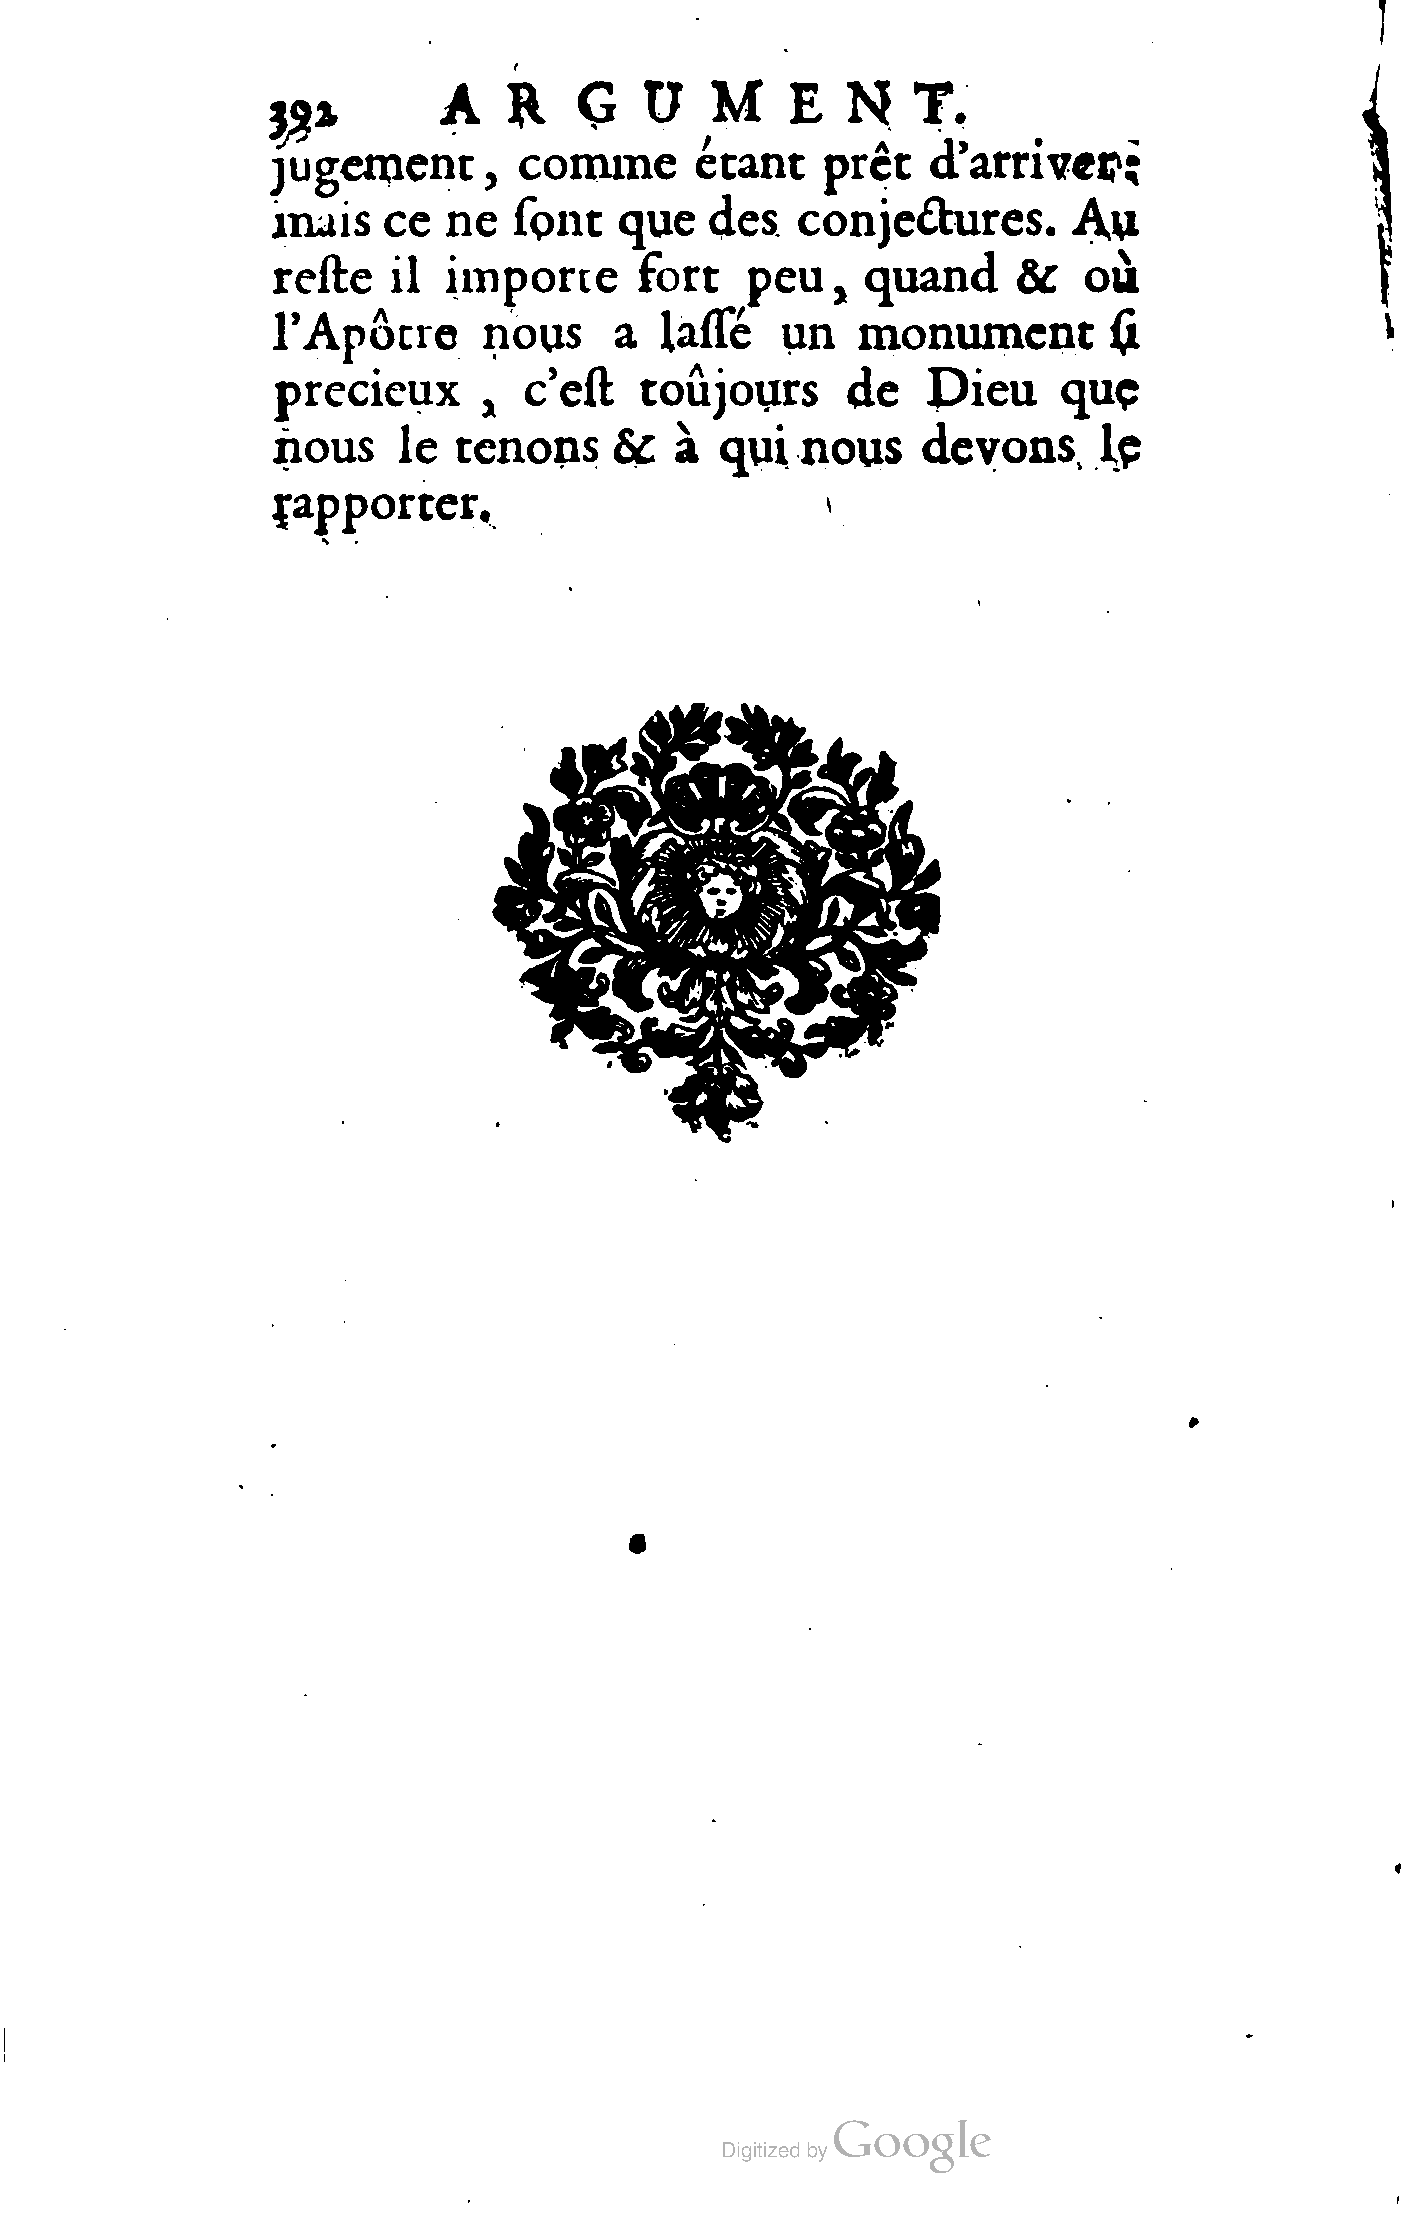 392 ARGUMENT.
jugement, comme étant prêt d'arriver;
mais ce ne ſont que des conjectures. Au
reſte il importe fort peu, quand & où
l'Apôtre nous a laſſé un monument ſi
precieux, c'eſt toûjours de Dieu que
nous le tenons & à qui nous devons le
rapporter.
Digitized by Google